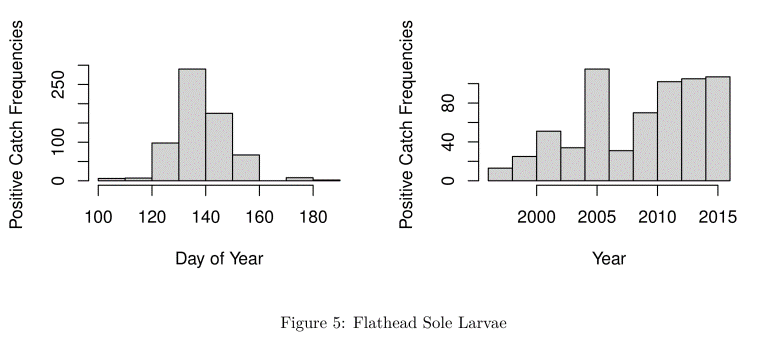 Positive Catch Frequencies
250
100
0
100 120 140 160 180
Day of Year
Positive Catch Frequencies
80
40
0
2000 2005 2010 2015
Year
Figure 5: Flathead Sole Larvae